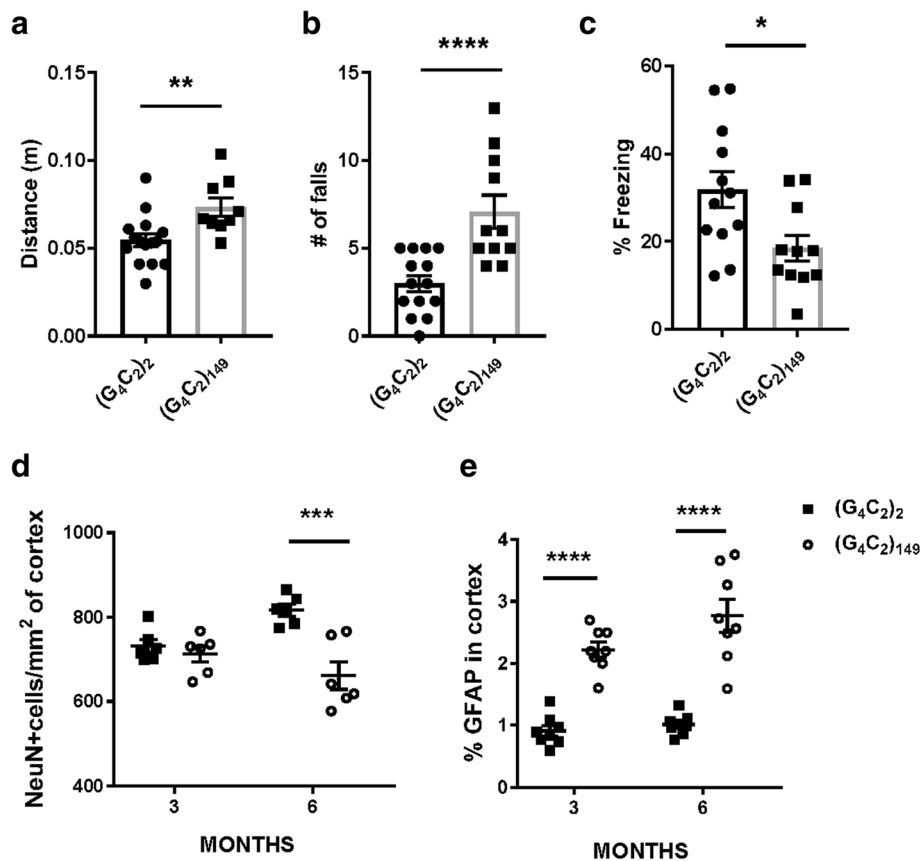 a
**
Distance (m)
0.15
0.10
0.05
0.00
(G₄C₂)₂
(G₄C₂)₁₄₉
b
****
# of falls
15
10
5
0
(G₄C₂)₂
(G₄C₂)₁₄₉
c
*
% Freezing
60
40
20
0
(G₄C₂)₂
(G₄C₂)₁₄₉
d
***
NeuN+cells/mm² of cortex
1000
800
600
400
3
6
MONTHS
e
****
****
% GFAP in cortex
4
3
2
1
0
3
6
MONTHS
(G₄C₂)₂
(G₄C₂)₁₄₉